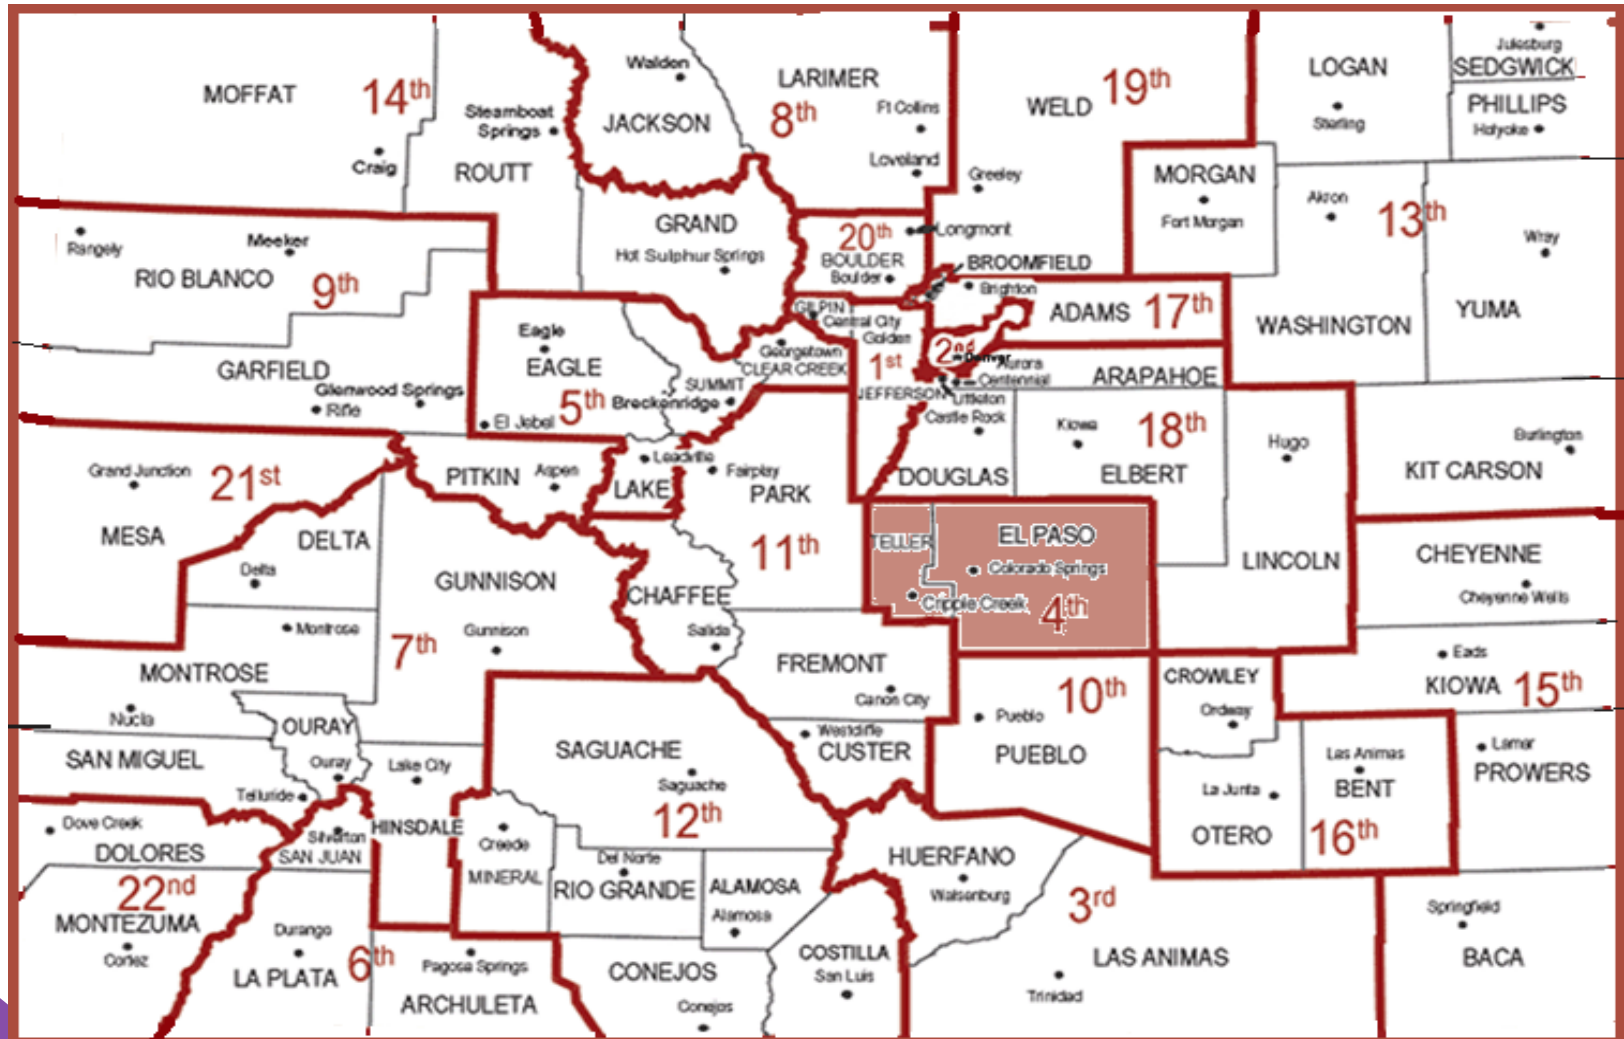 Julesburg
LOGAN
SEDGWICK
Walden
LARIMER
19th
MOFFAT
14th
WELD
PHILLIPS
Steamboat
Springs
JACKSON
8th
Ft Collins
Sterling
Holyoke
Craig
ROUTT
Loveland
Greeley
MORGAN
Akron
13th
Fort Morgan
GRAND
20th
Longmont
Wray
Rangely
Meeker
Hot Sulphur Springs
BOULDER
Boulder
BROOMFIELD
RIO BLANCO
9th
Brighton
GILPIN
Central City
ADAMS
17th
YUMA
WASHINGTON
Eagle
Golden
EAGLE
Georgetown
CLEAR CREEK
1st
2nd
Denver
Aurora
Centennial
ARAPAHOE
GARFIELD
Glenwood Springs
SUMMIT
Breckenridge
JEFFERSON
Littleton
Rifle
El Jebel
5th
Castle Rock
Kiowa
18th
Hugo
Burlington
Grand Junction
21st
PITKIN
Aspen
Leadville
Fairplay
LAKE
PARK
DOUGLAS
ELBERT
KIT CARSON
MESA
DELTA
11th
TELLER
EL PASO
LINCOLN
CHEYENNE
Delta
GUNNISON
CHAFFEE
Colorado Springs
Cripple Creek
4th
Cheyenne Wells
Montrose
7th
Gunnison
Salida
Eads
MONTROSE
FREMONT
Canon City
10th
CROWLEY
KIOWA
15th
Nucla
OURAY
Pueblo
Ordway
SAN MIGUEL
Ouray
Lake City
SAGUACHE
Westcliffe
CUSTER
PUEBLO
Las Animas
Lamar
PROWERS
Telluride
Saguache
La Junta
BENT
Dove Creek
Silverton
HINSDALE
12th
OTERO
16th
DOLORES
SAN JUAN
Creede
Del Norte
HUERFANO
22nd
MINERAL
RIO GRANDE
ALAMOSA
Walsenburg
MONTEZUMA
Alamosa
3rd
Springfield
Cortez
Durango
6th
LA PLATA
Pagosa Springs
CONEJOS
COSTILLA
San Luis
LAS ANIMAS
BACA
ARCHULETA
Conejos
Trinidad